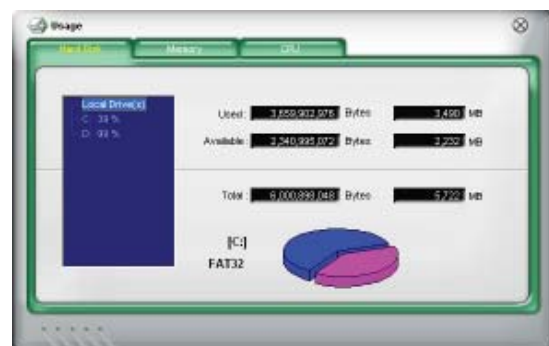 Usage
Hard Disk Memory CPU
Local Drive(s)
C: 39 %
D: 99 %
Used: 3,659,902,976 Bytes 3,490 MB
Available: 2,340,995,072 Bytes 2,232 MB
Total: 6,000,898,048 Bytes 5,722 MB
[C:]
FAT32